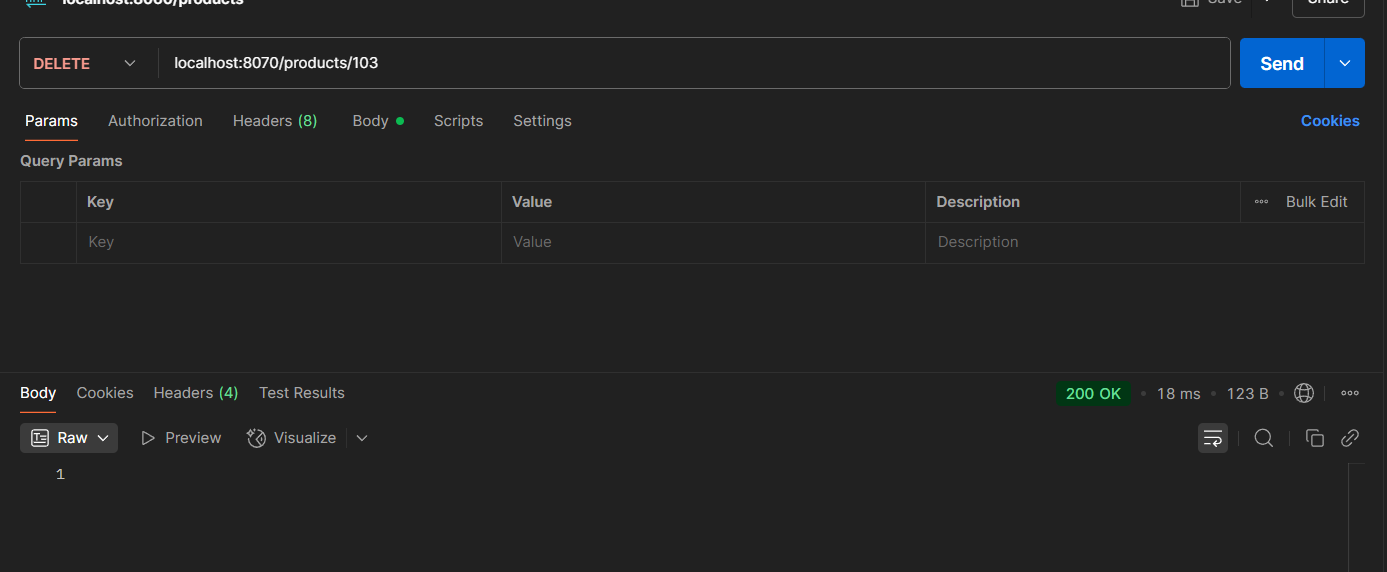 DELETE localhost:8070/products/103 Send
Params Authorization Headers (8) Body Scripts Settings Cookies
Query Params
Key Value Description Bulk Edit
Key Value Description
Body Cookies Headers (4) Test Results 200 OK 18 ms 123 B
Raw Preview Visualize
1